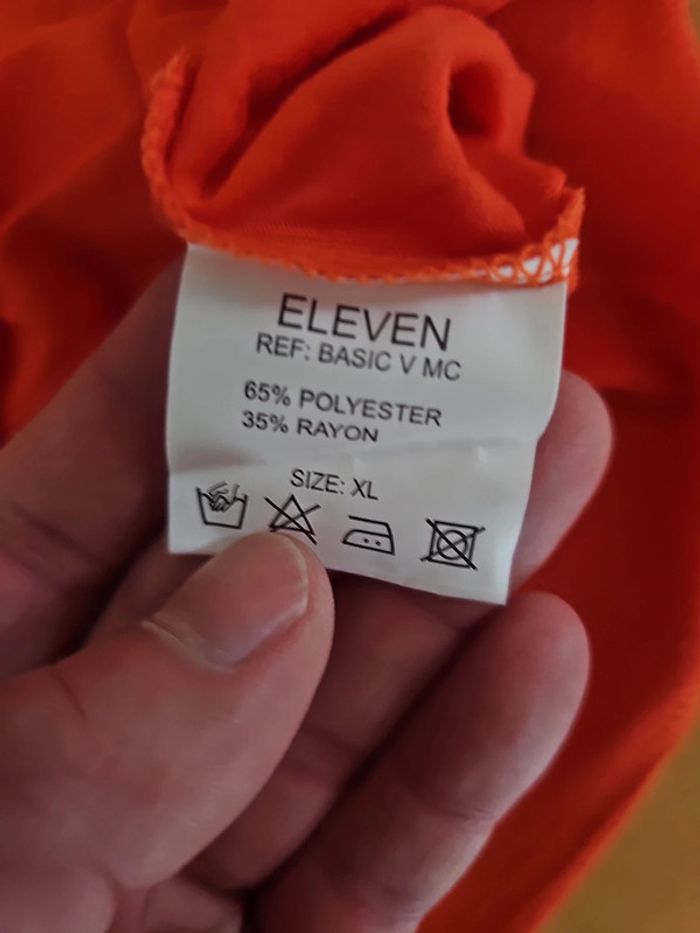 ELEVEN
REF: BASIC V MC
65% POLYESTER
35% RAYON
SIZE: XL